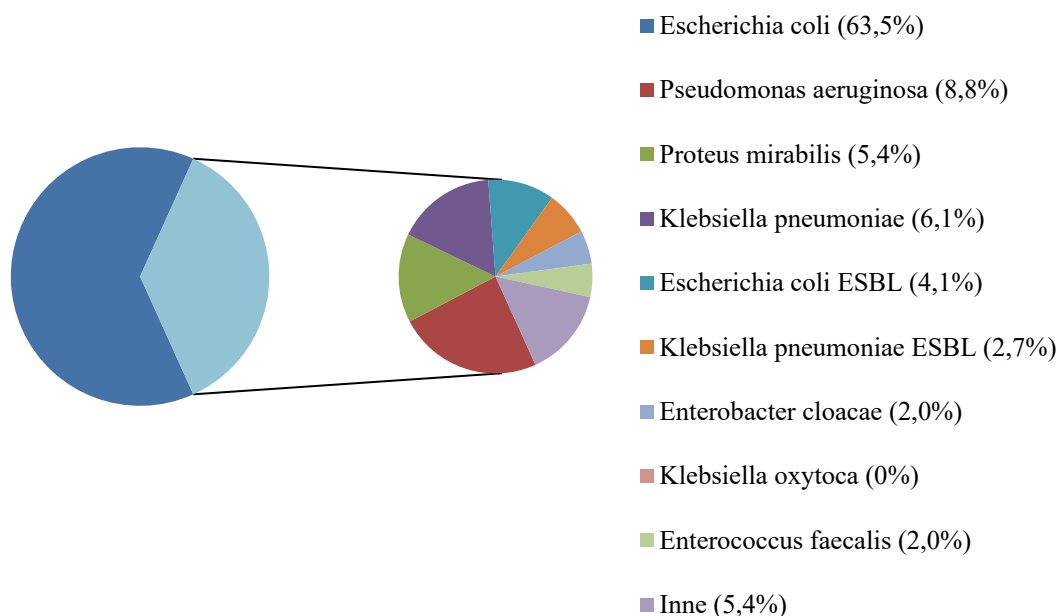 Escherichia coli (63,5%)
Pseudomonas aeruginosa (8,8%)
Proteus mirabilis (5,4%)
Klebsiella pneumoniae (6,1%)
Escherichia coli ESBL (4,1%)
Klebsiella pneumoniae ESBL (2,7%)
Enterobacter cloacae (2,0%)
Klebsiella oxytoca (0%)
Enterococcus faecalis (2,0%)
Inne (5,4%)